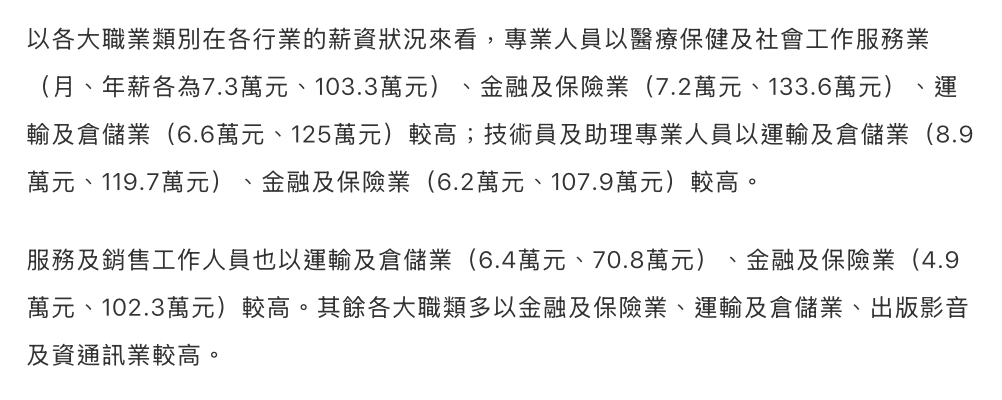 以各大職業類別在各行業的薪資狀況來看，專業人員以醫療保健及社會工作服務業
（月、年薪各為7.3萬元、103.3萬元）、金融及保險業（7.2萬元、133.6萬元）、運
輸及倉儲業（6.6萬元、125萬元）較高；技術員及助理專業人員以運輸及倉儲業（8.9
萬元、119.7萬元）、金融及保險業（6.2萬元、107.9萬元）較高。
服務及銷售工作人員也以運輸及倉儲業（6.4萬元、70.8萬元）、金融及保險業（4.9
萬元、102.3萬元）較高。其餘各大職類多以金融及保險業、運輸及倉儲業、出版影音
及資通訊業較高。